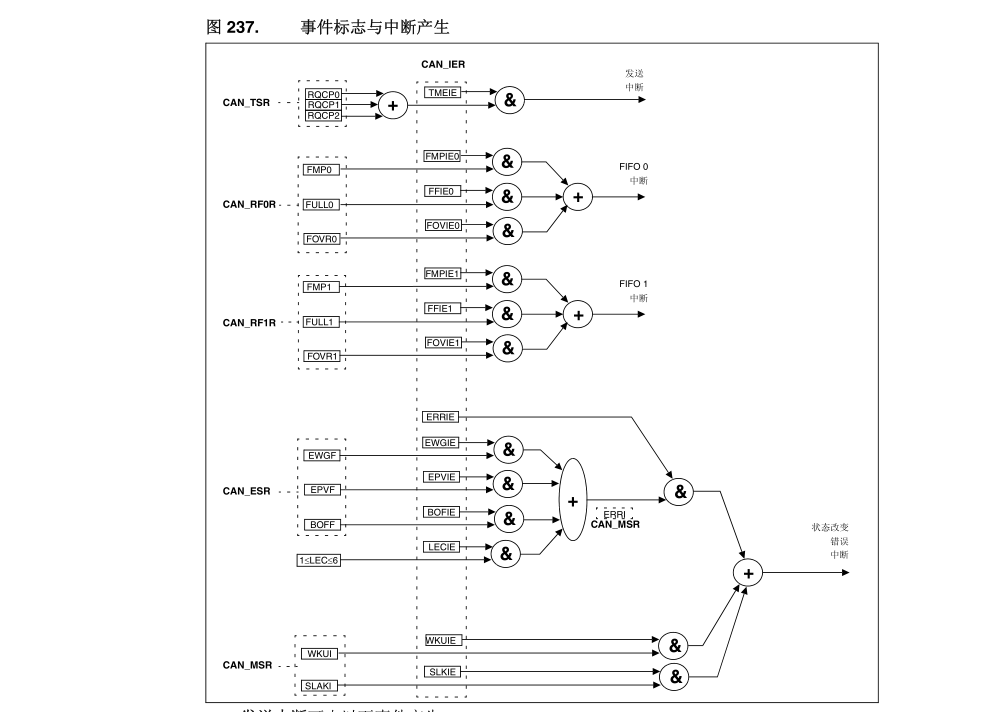 图 237. 事件标志与中断产生
CAN_IER
发送
中断
CAN_TSR
RQCP0
RQCP1
RQCP2
+
TMEIE
&
FMPIE0
&
FMP0
FIFO 0
中断
FFIE0
&
+
CAN_RF0R
FULL0
FOVIE0
&
FOVR0
FMPIE1
&
FMP1
FIFO 1
中断
FFIE1
&
+
CAN_RF1R
FULL1
FOVIE1
&
FOVR1
ERRIE
EWGIE
&
EWGF
EPVIE
&
CAN_ESR
EPVF
&
+
BOFIE
&
ERRI
CAN_MSR
BOFF
LECIE
&
1≤LEC≤6
状态改变
错误
中断
+
WKUIE
&
WKUI
CAN_MSR
SLKIE
&
SLAKI